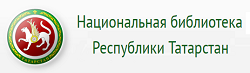 Национальная библиотека
Республики Татарстан